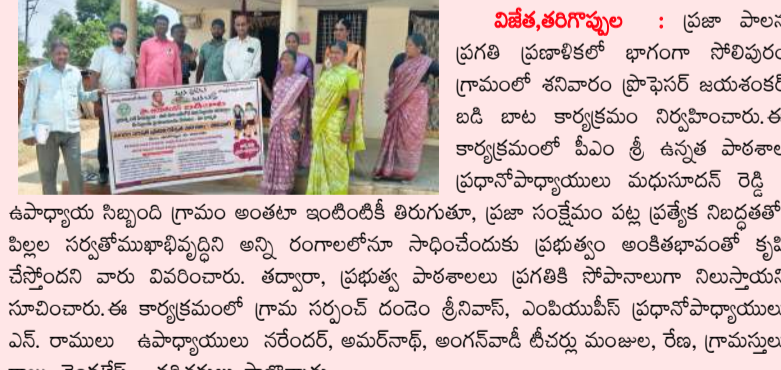 విజేత,తరిగొప్పుల : ప్రజా పాలన
ప్రగతి ప్రణాళికలో భాగంగా సోలిపురం
గ్రామంలో శనివారం ప్రొఫెసర్ జయశంకర్
బడి బాట కార్యక్రమం నిర్వహించారు.ఈ
కార్యక్రమంలో పీఎం శ్రీ ఉన్నత పాఠశాల
ప్రధానోపాధ్యాయులు మధుసూదన్ రెడ్డి
ఉపాధ్యాయ సిబ్బంది గ్రామం అంతటా ఇంటింటికీ తిరుగుతూ, ప్రజా సంక్షేమం పట్ల ప్రత్యేక నిబద్ధతతో
పిల్లల సర్వతోముఖాభివృద్ధిని అన్ని రంగాలలోనూ సాధించేందుకు ప్రభుత్వం అంకితభావంతో కృషి
చేస్తోందని వారు వివరించారు. తద్వారా, ప్రభుత్వ పాఠశాలలు ప్రగతికి సోపానాలుగా నిలుస్తాయని
సూచించారు.ఈ కార్యక్రమంలో గ్రామ సర్పంచ్ దండెం శ్రీనివాస్, ఎంపియుపీస్ ప్రధానోపాధ్యాయులు
ఎన్. రాములు ఉపాధ్యాయులు నరేందర్, అమర్‌నాథ్, అంగన్‌వాడీ టీచర్లు మంజుల, రేణ, గ్రామస్తులు